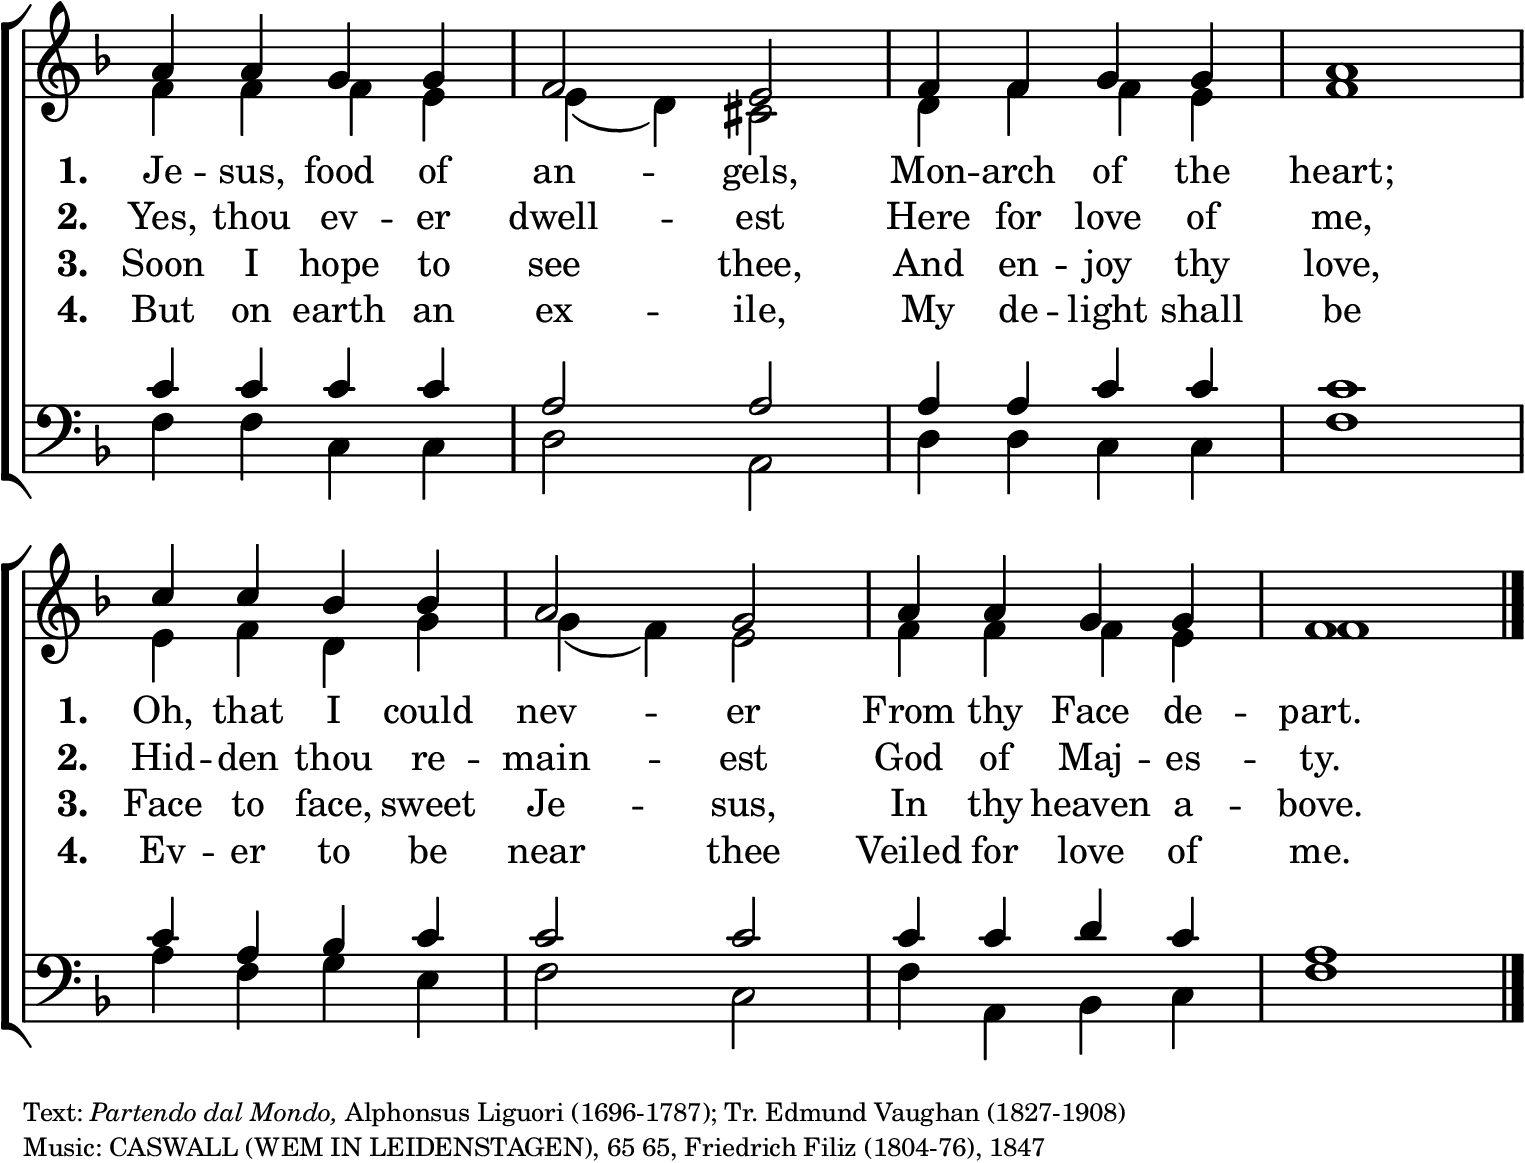 1. Je -- sus, food of an -- gels, Mon -- arch of the heart;
2. Yes, thou ev -- er dwell -- est Here for love of me,
3. Soon I hope to see thee, And en -- joy thy love,
4. But on earth an ex -- ile, My de -- light shall be
1. Oh, that I could nev -- er From thy Face de -- part.
2. Hid -- den thou re -- main -- est God of Maj -- es -- ty.
3. Face to face, sweet Je -- sus, In thy heaven a -- bove.
4. Ev -- er to be near thee Veiled for love of me.
Text: Partendo dal Mondo, Alphonsus Liguori (1696-1787); Tr. Edmund Vaughan (1827-1908)
Music: CASWALL (WEM IN LEIDENSTAGEN), 65 65, Friedrich Filiz (1804-76), 1847